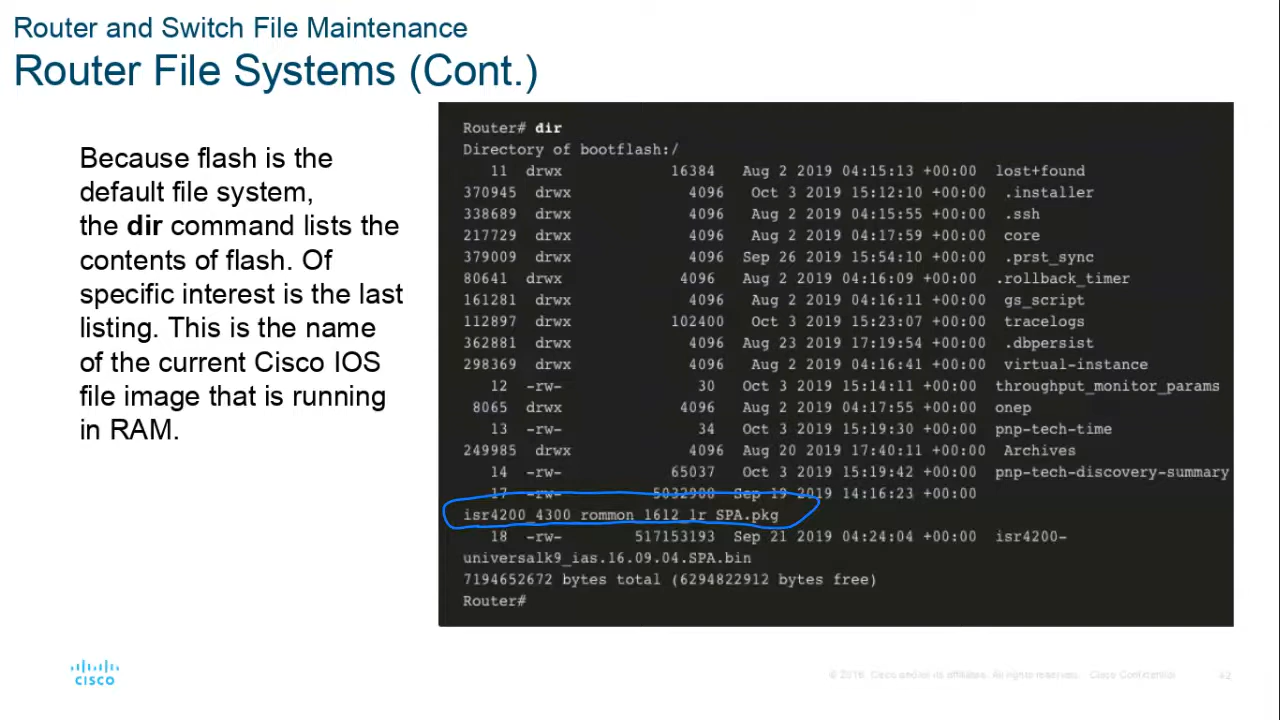 Router and Switch File Maintenance
Router File Systems (Cont.)
Because flash is the
default file system,
the dir command lists the
contents of flash. Of
specific interest is the last
listing. This is the name
of the current Cisco IOS
file image that is running
in RAM.
Router# dir
Directory of bootflash:/
11 drwx 16384 Aug 2 2019 04:15:13 +00:00 lost+found
370945 drwx 4096 Oct 3 2019 15:12:10 +00:00 .installer
338689 drwx 4096 Aug 2 2019 04:15:55 +00:00 .ssh
217729 drwx 4096 Aug 2 2019 04:17:59 +00:00 core
379009 drwx 4096 Sep 26 2019 15:54:10 +00:00 .prst_sync
80641 drwx 4096 Aug 2 2019 04:16:09 +00:00 .rollback_timer
161281 drwx 4096 Aug 2 2019 04:16:11 +00:00 gs_script
112897 drwx 102400 Oct 3 2019 15:23:07 +00:00 tracelogs
362881 drwx 4096 Aug 23 2019 17:19:54 +00:00 .dbpersist
298369 drwx 4096 Aug 2 2019 04:16:41 +00:00 virtual-instance
12 -rw- 30 Oct 3 2019 15:14:11 +00:00 throughput_monitor_params
8065 drwx 4096 Aug 2 2019 04:17:55 +00:00 onep
13 -rw- 34 Oct 3 2019 15:19:30 +00:00 pnp-tech-time
249985 drwx 4096 Aug 20 2019 17:40:11 +00:00 Archives
14 -rw- 65037 Oct 3 2019 15:19:42 +00:00 pnp-tech-discovery-summary
17 -rw- 5032908 Sep 19 2019 14:16:23 +00:00
isr4200_4300_rommon_1612_1r_SPA.pkg
18 -rw- 517153193 Sep 21 2019 04:24:04 +00:00 isr4200-
universalk9_ias.16.09.04.SPA.bin
7194652672 bytes total (6294822912 bytes free)
Router#
CISCO
© 2016 Cisco and/or its affiliates. All rights reserved. Cisco Confidential
42